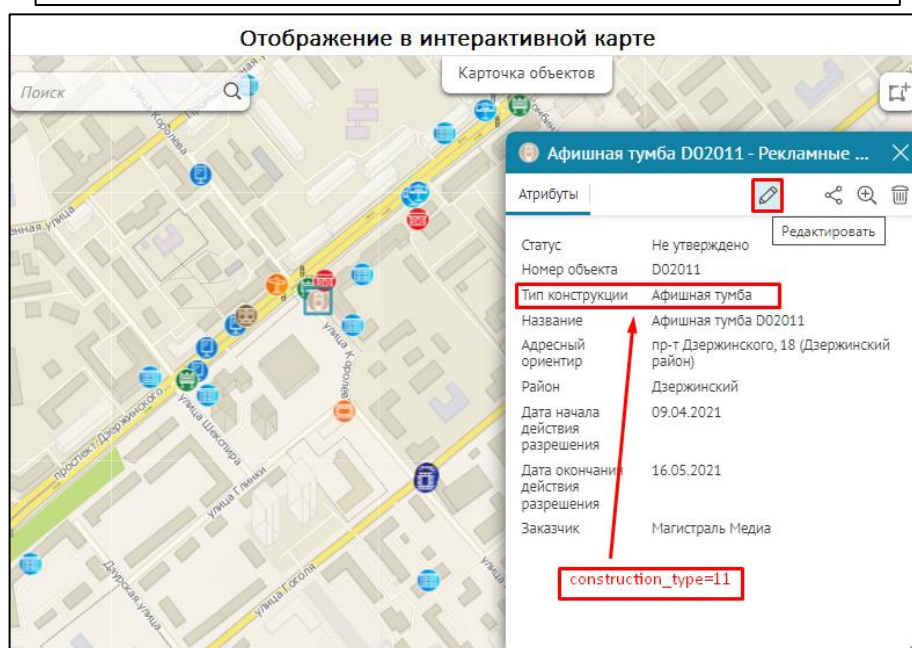 Отображение в интерактивной карте
Поиск
Карточка объектов
Афишная тумба D02011 - Рекламные ...
Атрибуты
Редактировать
Статус Не утверждено
Номер объекта D02011
Тип конструкции Афишная тумба
Название Афишная тумба D02011
Адресный ориентир пр-т Дзержинского, 18 (Дзержинский район)
Район Дзержинский
Дата начала действия разрешения 09.04.2021
Дата окончания действия разрешения 16.05.2021
Заказчик Магистраль Медиа
construction_type=11
улица Королёва
проспект Дзержинского
улица Шекспира
улица Глинки
улица Гоголя
Даурская улица